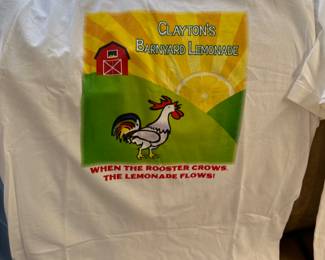 CLAYTON'S
BARNYARD LEMONADE
WHEN THE ROOSTER CROWS,
THE LEMONADE FLOWS!